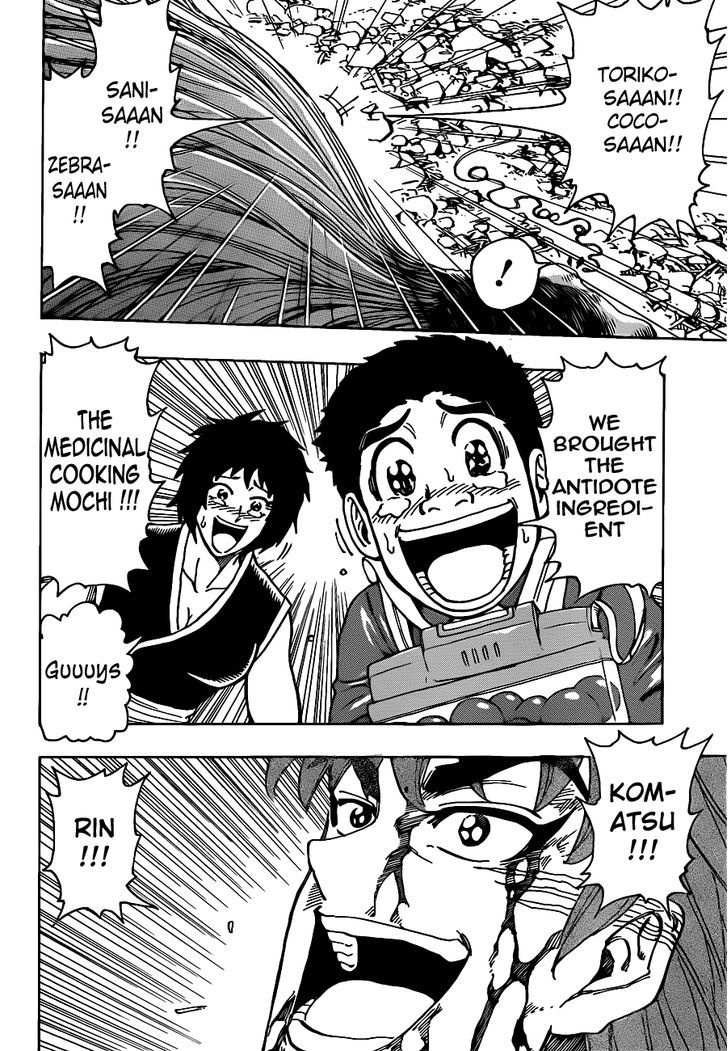 TORIKO-
SAAAN!!
COCO-
SAAAN!!
SANI-
SAAAN
!!
ZEBRA-
SAAAN
!!
!
WE
BROUGHT
THE
ANTIDOTE
INGREDI-
ENT
THE
MEDICINAL
COOKING
MOCHI !!!
GUUUYS
!!
KOM-
ATSU
!!!
RIN
!!!